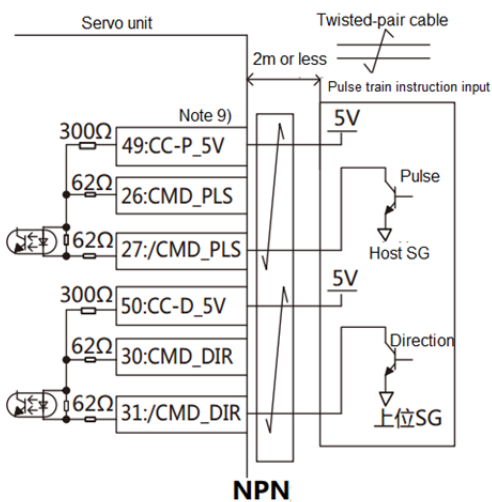 Servo unit
Twisted-pair cable
2m or less
Pulse train instruction input
Note 9)
5V
300Ω
49:CC-P_5V
62Ω
26:CMD_PLS
Pulse
62Ω
27:/CMD_PLS
Host SG
5V
300Ω
50:CC-D_5V
62Ω
30:CMD_DIR
Direction
62Ω
31:/CMD_DIR
上位SG
NPN